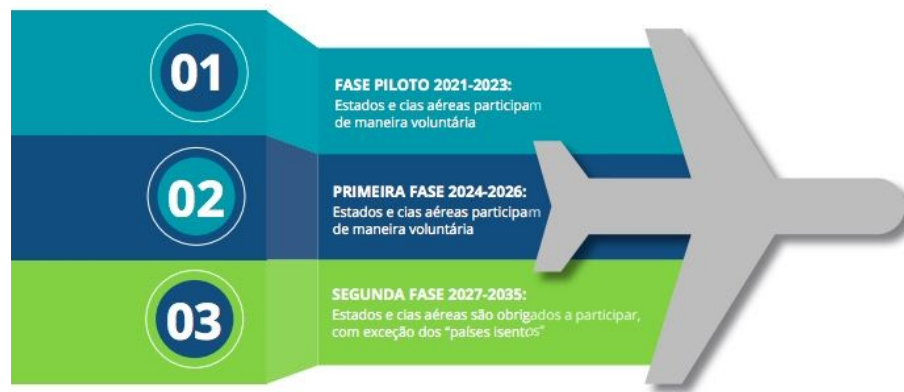 01
FASE PILOTO 2021-2023:
Estados e cias aéreas participam
de maneira voluntária
02
PRIMEIRA FASE 2024-2026:
Estados e cias aéreas participam
de maneira voluntária
03
SEGUNDA FASE 2027-2035:
Estados e cias aéreas são obrigados a participar,
com exceção dos "países isentos"